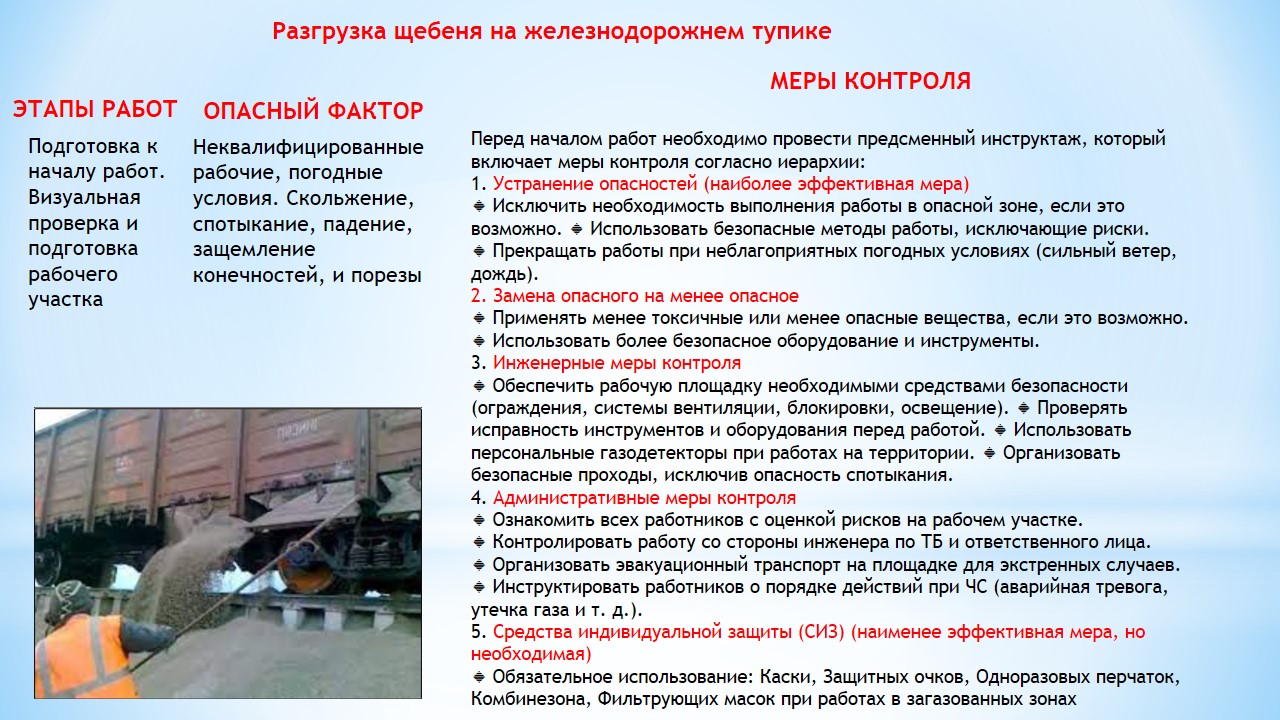 Разгрузка щебеня на железнодорожнем тупике
МЕРЫ КОНТРОЛЯ
ЭТАПЫ РАБОТ
ОПАСНЫЙ ФАКТОР
Подготовка к
началу работ.
Визуальная
проверка и
подготовка
рабочего
участка
Неквалифицированные
рабочие, погодные
условия. Скольжение,
спотыкание, падение,
защемление
конечностей, и порезы
Перед началом работ необходимо провести предсменный инструктаж, который
включает меры контроля согласно иерархии:
1. Устранение опасностей (наиболее эффективная мера)
🔹 Исключить необходимость выполнения работы в опасной зоне, если это
возможно. 🔹 Использовать безопасные методы работы, исключающие риски.
🔹 Прекращать работы при неблагоприятных погодных условиях (сильный ветер,
дождь).
2. Замена опасного на менее опасное
🔹 Применять менее токсичные или менее опасные вещества, если это возможно.
🔹 Использовать более безопасное оборудование и инструменты.
3. Инженерные меры контроля
🔹 Обеспечить рабочую площадку необходимыми средствами безопасности
(ограждения, системы вентиляции, блокировки, освещение). 🔹 Проверять
исправность инструментов и оборудования перед работой. 🔹 Использовать
персональные газодетекторы при работах на территории. 🔹 Организовать
безопасные проходы, исключив опасность спотыкания.
4. Административные меры контроля
🔹 Ознакомить всех работников с оценкой рисков на рабочем участке.
🔹 Контролировать работу со стороны инженера по ТБ и ответственного лица.
🔹 Организовать эвакуационный транспорт на площадке для экстренных случаев.
🔹 Инструктировать работников о порядке действий при ЧС (аварийная тревога,
утечка газа и т. д.).
5. Средства индивидуальной защиты (СИЗ) (наименее эффективная мера, но
необходимая)
🔹 Обязательное использование: Каски, Защитных очков, Одноразовых перчаток,
Комбинезона, Фильтрующих масок при работах в загазованных зонах